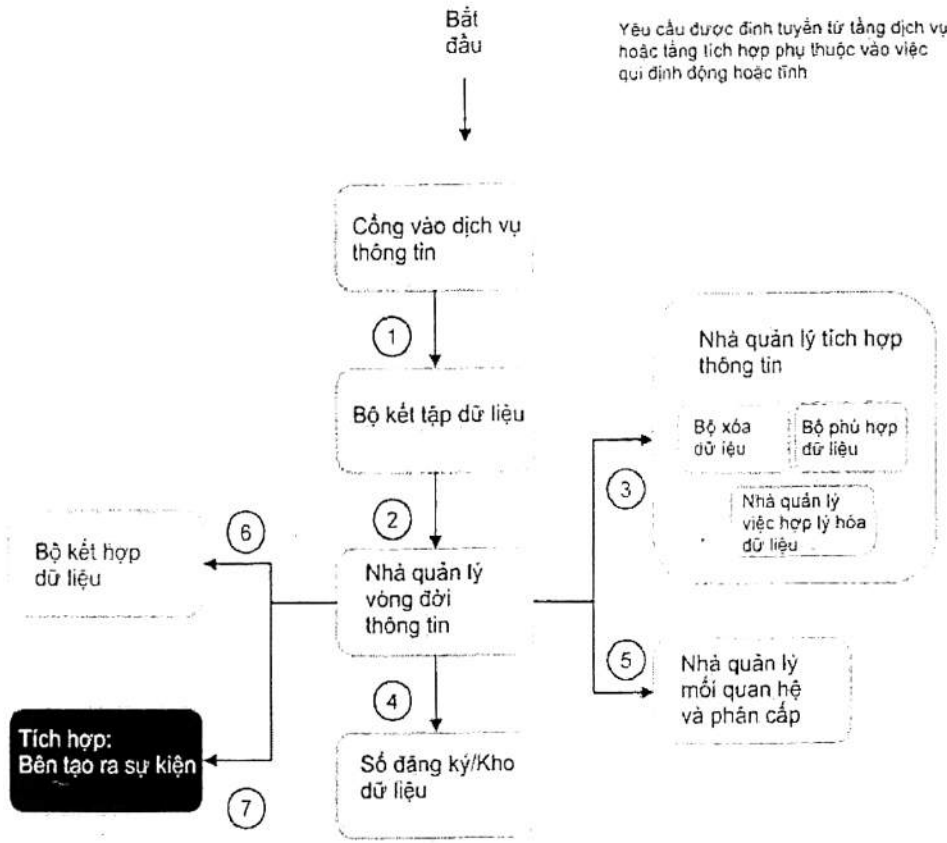 Bắt
đầu
Yêu cầu được định tuyến từ tầng dịch vụ
hoặc tầng tích hợp phụ thuộc vào việc
qui định động hoặc tĩnh
Cổng vào dịch vụ
thông tin
1
Bộ kết tập dữ liệu
Nhà quản lý tích hợp
thông tin
Bộ xóa
dữ iệu
Bộ phù hợp
dữ liệu
Nhà quản lý
việc hợp lý hóa
dữ liệu
3
2
6
Bộ kết hợp
dữ liệu
Nhà quản lý
vòng đời
thông tin
5
Nhà quản lý
mối quan hệ
và phân cấp
4
Tích hợp:
Bên tạo ra sự kiện
7
Sổ đăng ký/Kho
dữ liệu